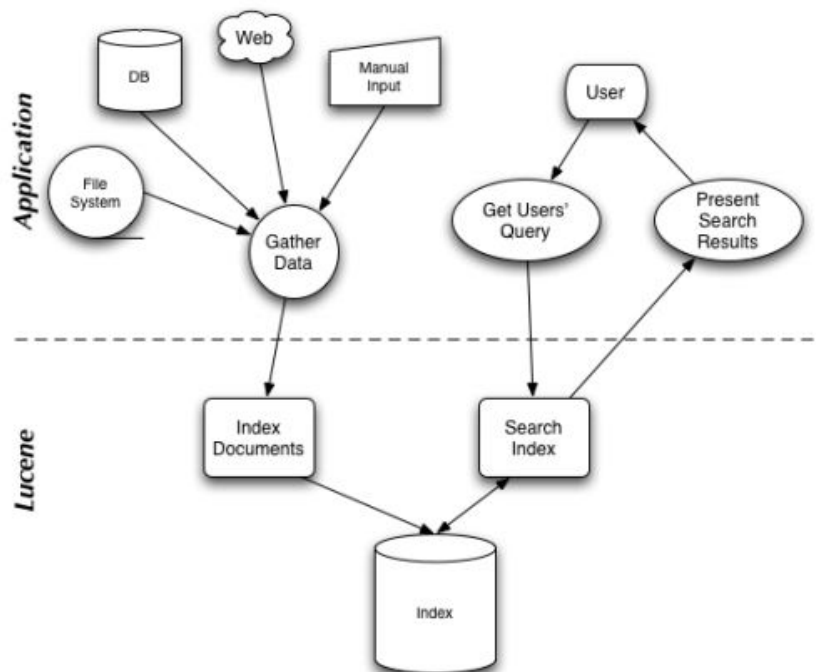 Web
DB
Manual
Input
User
File
System
Application
Gather
Data
Get Users'
Query
Present
Search
Results
Index
Documents
Search
Index
Lucene
Index